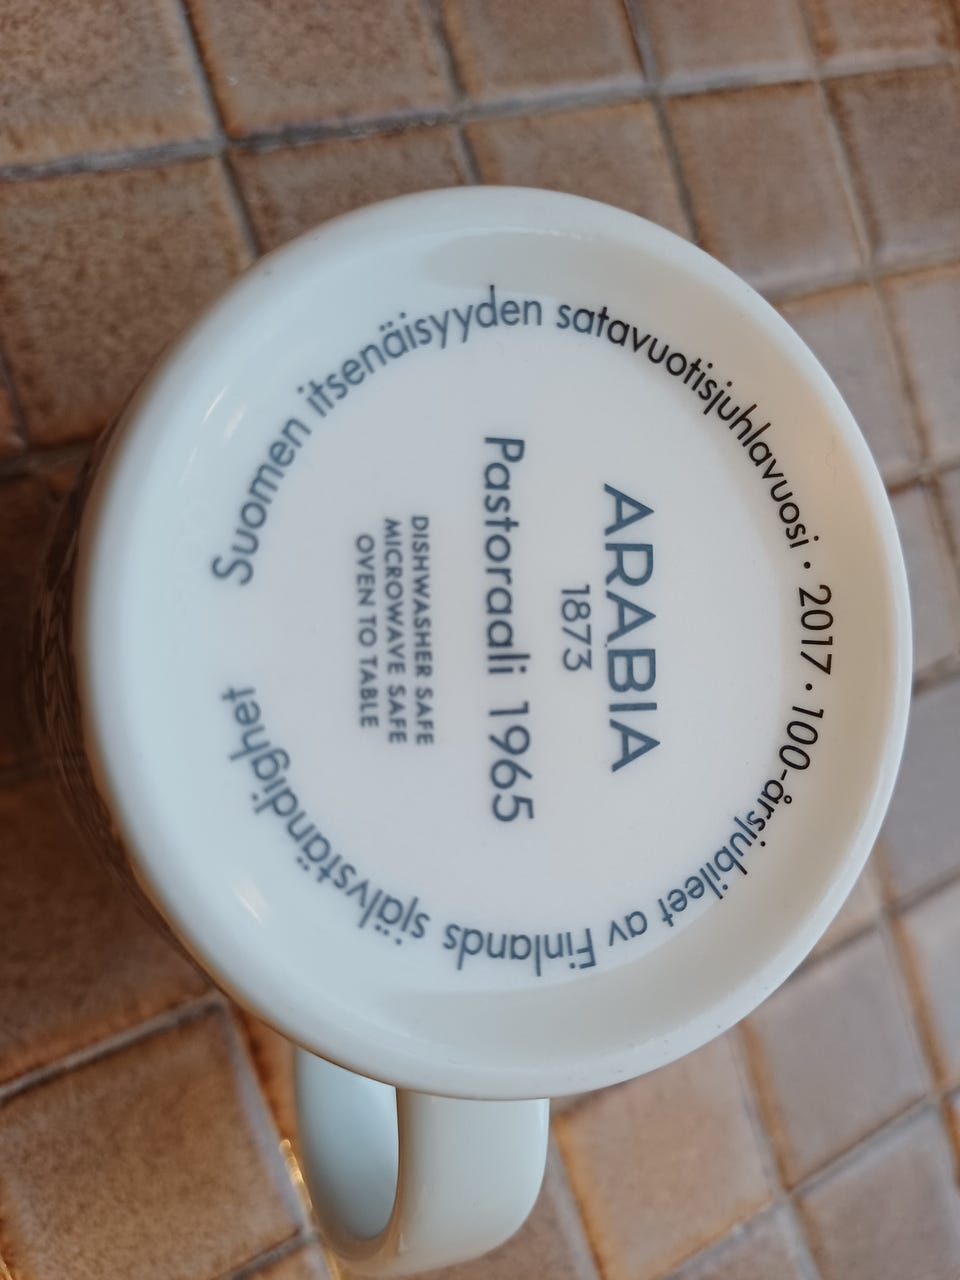 Suomen itsenäisyyden satavuotisjuhlavuosi · 2017 · 100-årsjubileet av Finlands självständighet
ARABIA
1873
Pastoraali 1965
DISHWASHER SAFE
MICROWAVE SAFE
OVEN TO TABLE